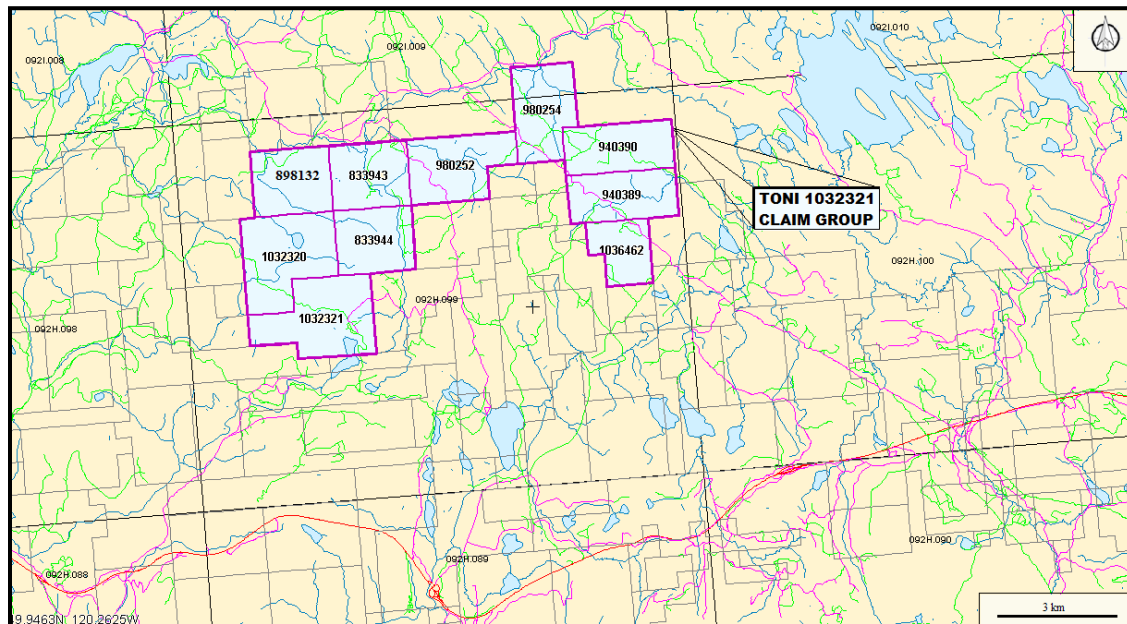 092I.010
092I.009
092I.008
980254
940390
980252
898132
833943
940389
TONI 1032321
CLAIM GROUP
833944
1036462
1032320
092H.100
092H.099
1032321
092H.098
092H.090
092H.089
092H.088
3 km
9.9463N 120.2625W